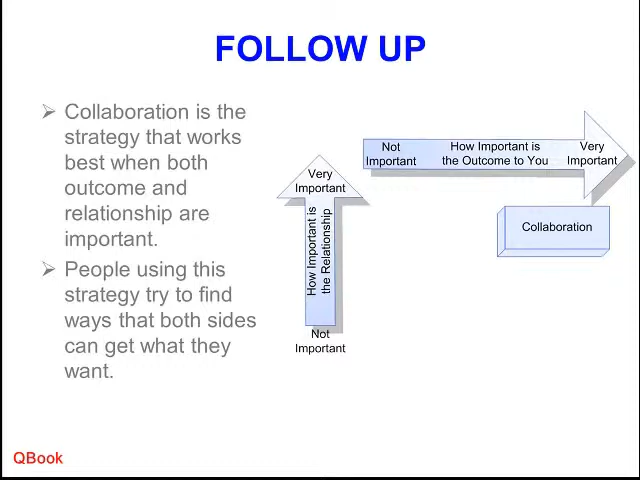 FOLLOW UP
Collaboration is the
strategy that works
best when both
outcome and
relationship are
important.
People using this
strategy try to find
ways that both sides
can get what they
want.
Not
Important
How Important is
the Outcome to You
Very
Important
Very
Important
How Important is
the Relationship
Not
Important
Collaboration
QBook